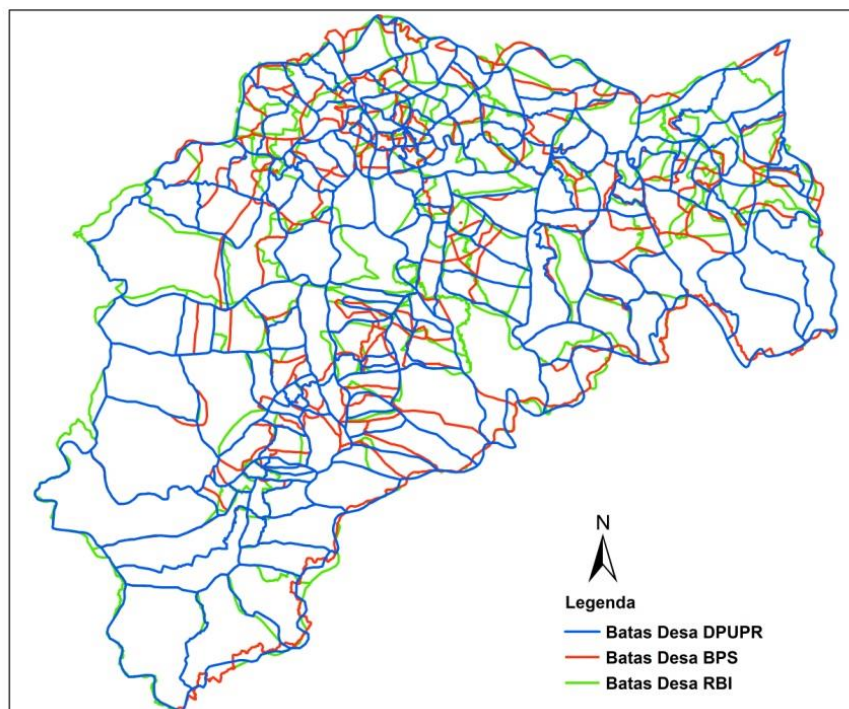 N
Legenda
Batas Desa DPUPR
Batas Desa BPS
Batas Desa RBI